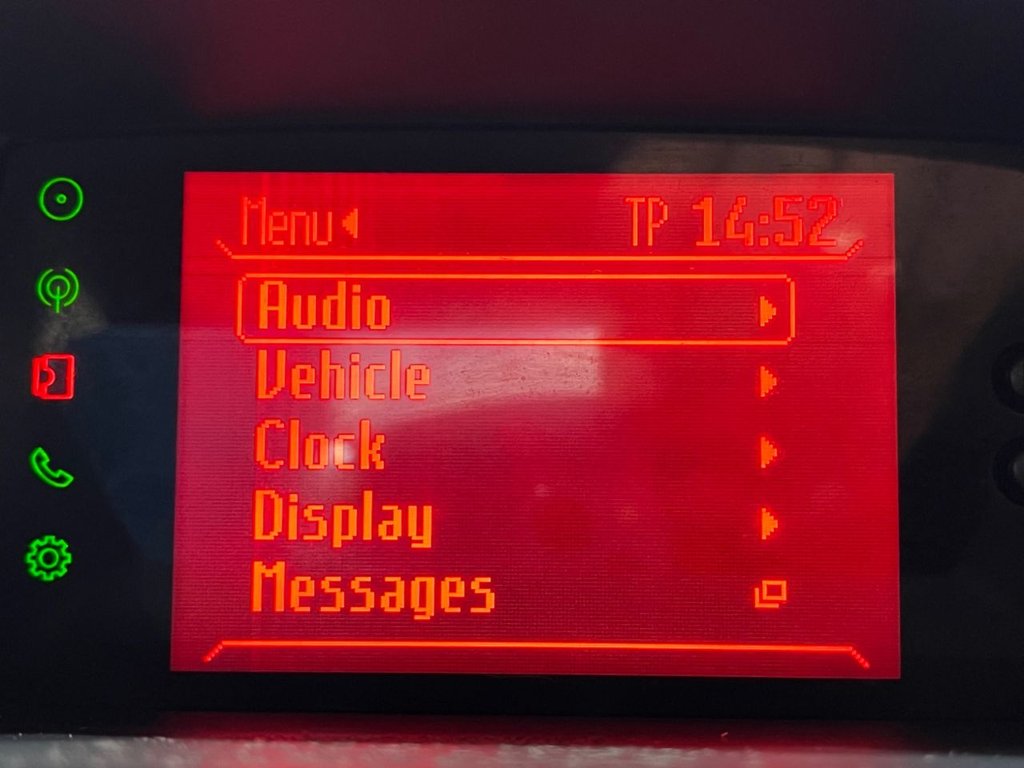 Menu
TP 14:52
Audio
Vehicle
Clock
Display
Messages